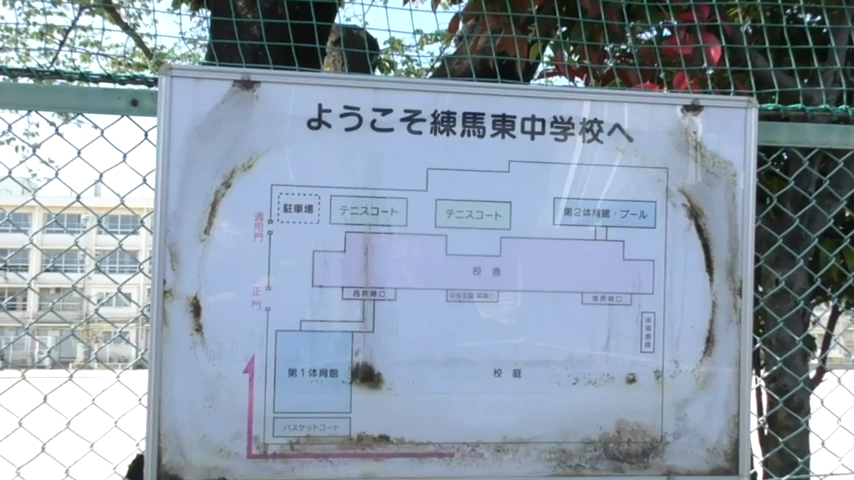 ようこそ練馬東中学校へ
駐車場
テニスコート
テニスコート
第2体育館・プール
通用門
校舎
正門
西昇降口
東昇降口
第1体育館
校庭
バスケットコート